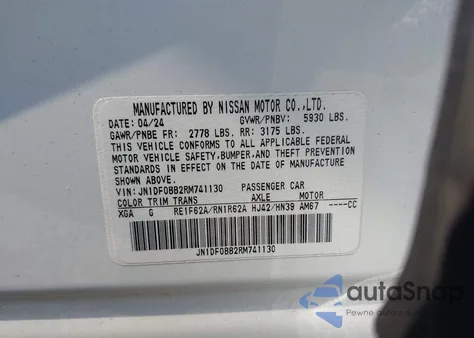 MANUFACTURED BY NISSAN MOTOR CO.,LTD.
DATE: 04/24 GVWR/PNBV: 5930 LBS.
GAWR/PNBE FR: 2778 LBS. RR: 3175 LBS.
THIS VEHICLE CONFORMS TO ALL APPLICABLE FEDERAL
MOTOR VEHICLE SAFETY, BUMPER, AND THEFT PREVENTION
STANDARDS IN EFFECT ON THE DATE OF MANUFACTURE
SHOWN ABOVE.
VIN: JN1DF0BB2RM741130 PASSENGER CAR
COLOR TRIM TRANS AXLE MOTOR
XGA G RE1F62A/RN1R62A HJ42/HN39 AM67 ----CC
JN1DF0BB2RM741130
autoSnap
Pewne auto